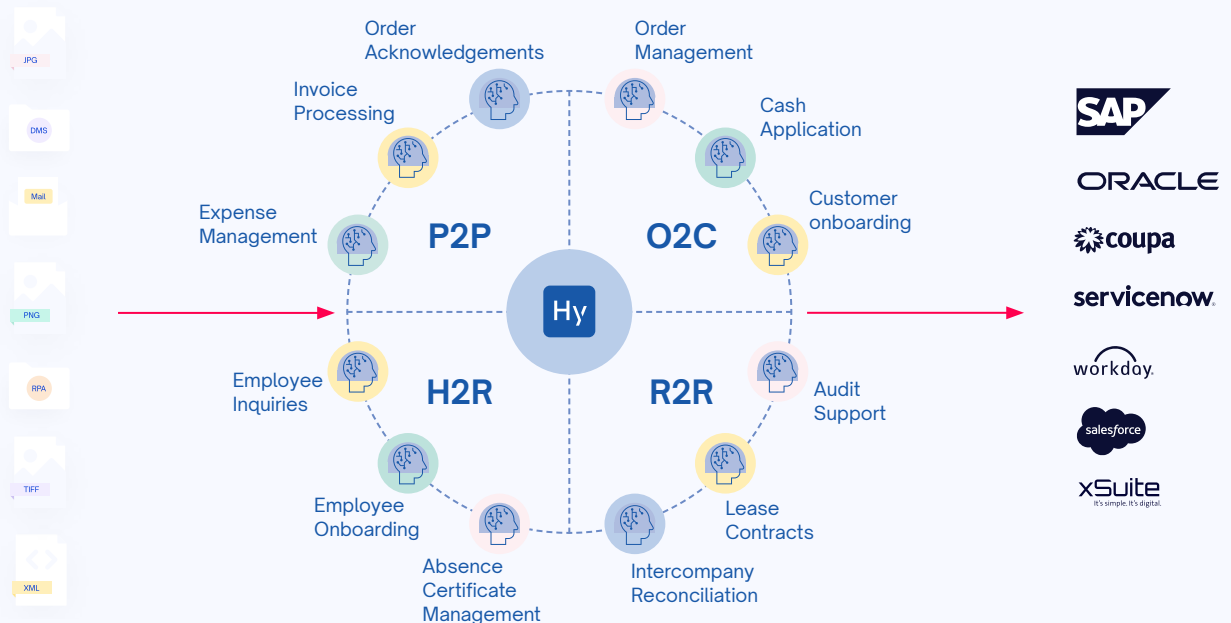 JPG
DMS
Mail
PNG
RPA
TIFF
XML
Order
Acknowledgements
Invoice
Processing
Expense
Management
P2P
Order
Management
Cash
Application
Customer
onboarding
O2C
Hy
Employee
Inquiries
Employee
Onboarding
Absence
Certificate
Management
H2R
R2R
Audit
Support
Lease
Contracts
Intercompany
Reconciliation
SAP
ORACLE
coupa
servicenow
workday.
salesforce
xSuite
It's simple. It's digital.